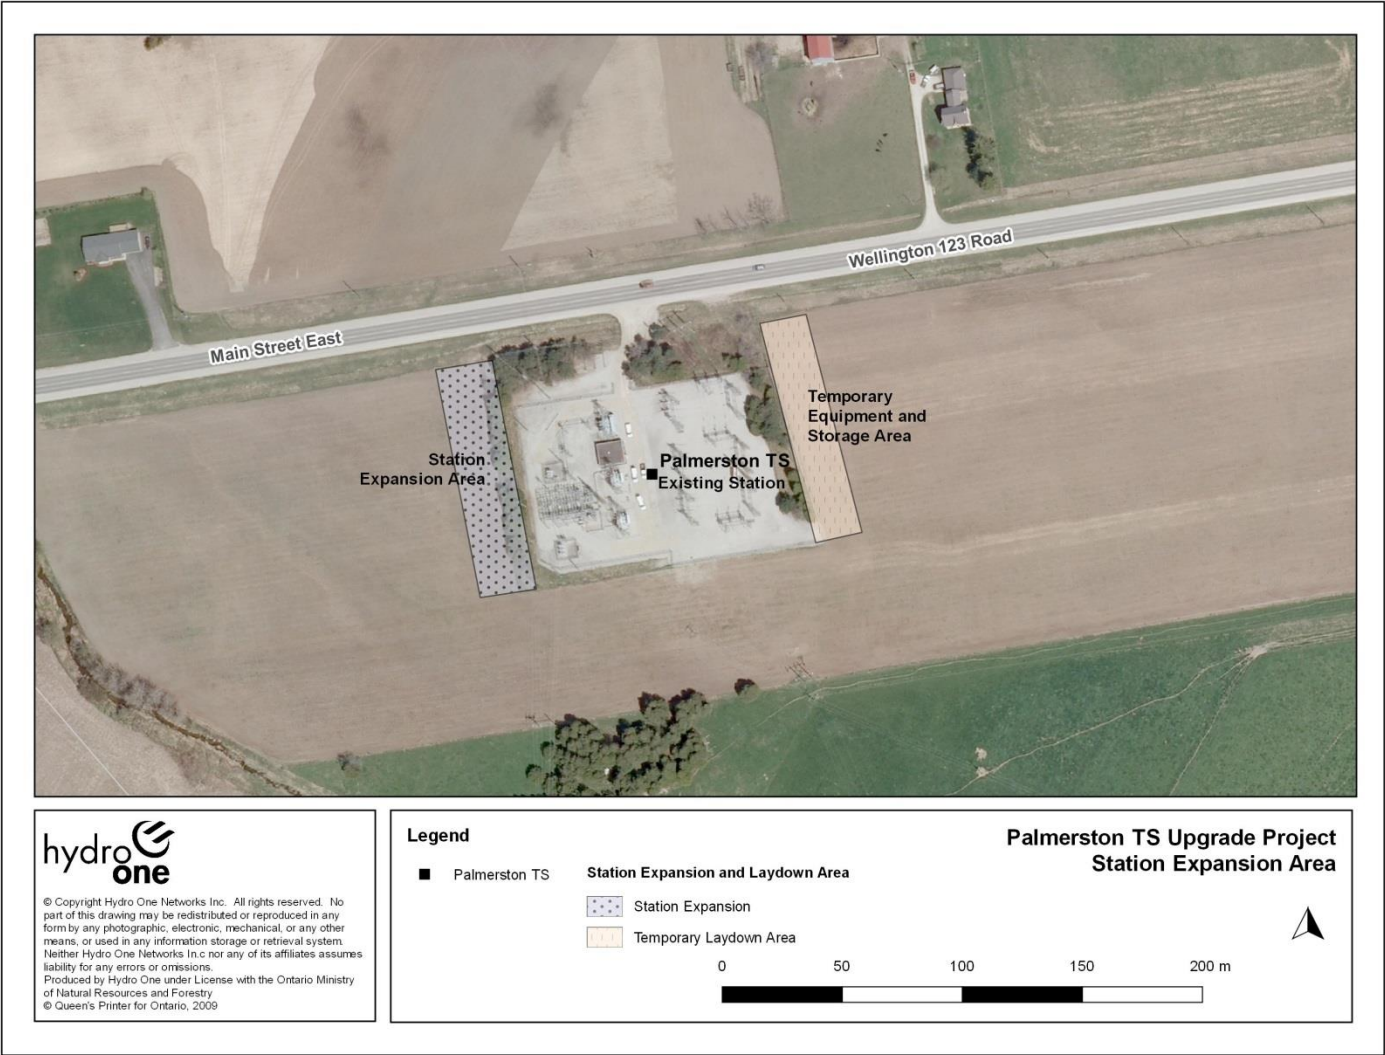 Wellington 123 Road
Main Street East
Temporary
Equipment and
Storage Area
Station
Expansion Area
Palmerston TS
Existing Station
hydro
one
© Copyright Hydro One Networks Inc. All rights reserved. No
part of this drawing may be redistributed or reproduced in any
form by any photographic, electronic, mechanical, or any other
means, or used in any information storage or retrieval system.
Neither Hydro One Networks In.c nor any of its affiliates assumes
liability for any errors or omissions.
Produced by Hydro One under License with the Ontario Ministry
of Natural Resources and Forestry
© Queen's Printer for Ontario, 2009
Legend
Palmerston TS
Station Expansion and Laydown Area
Station Expansion
Temporary Laydown Area
Palmerston TS Upgrade Project
Station Expansion Area
0 50 100 150 200 m